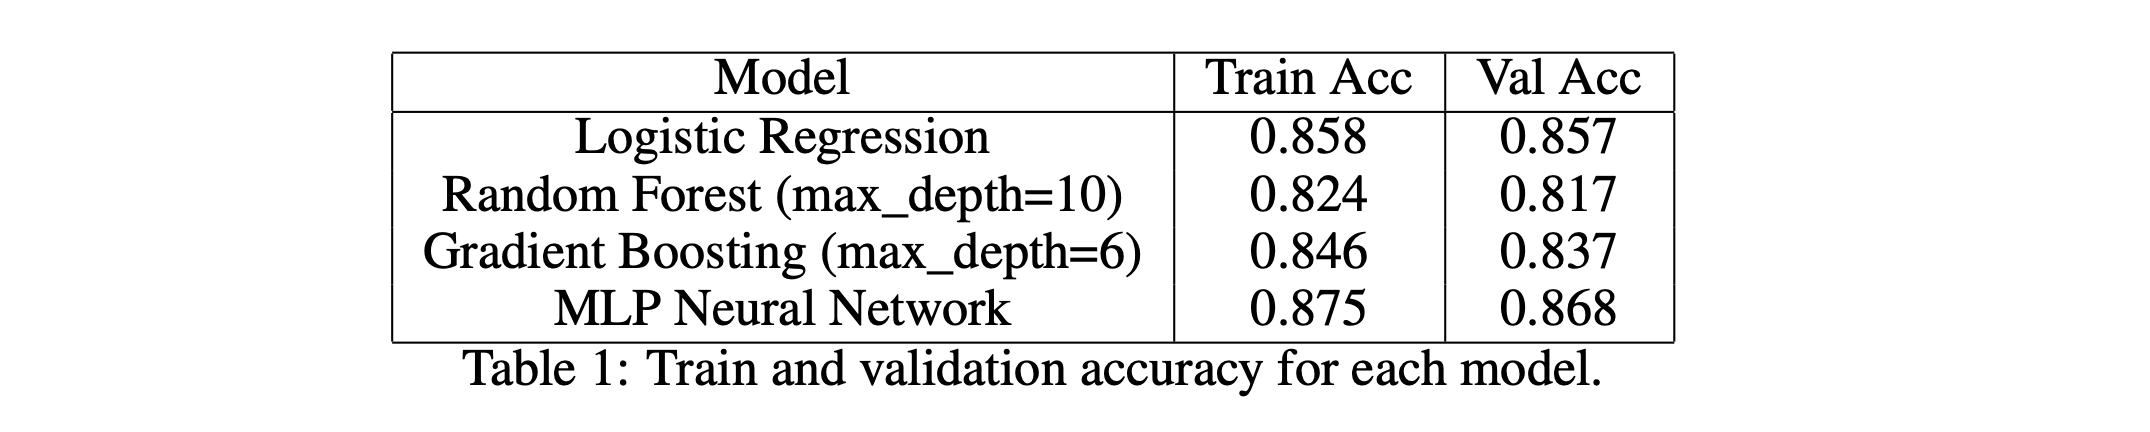 Model Train Acc Val Acc
Logistic Regression 0.858 0.857
Random Forest (max_depth=10) 0.824 0.817
Gradient Boosting (max_depth=6) 0.846 0.837
MLP Neural Network 0.875 0.868
Table 1: Train and validation accuracy for each model.